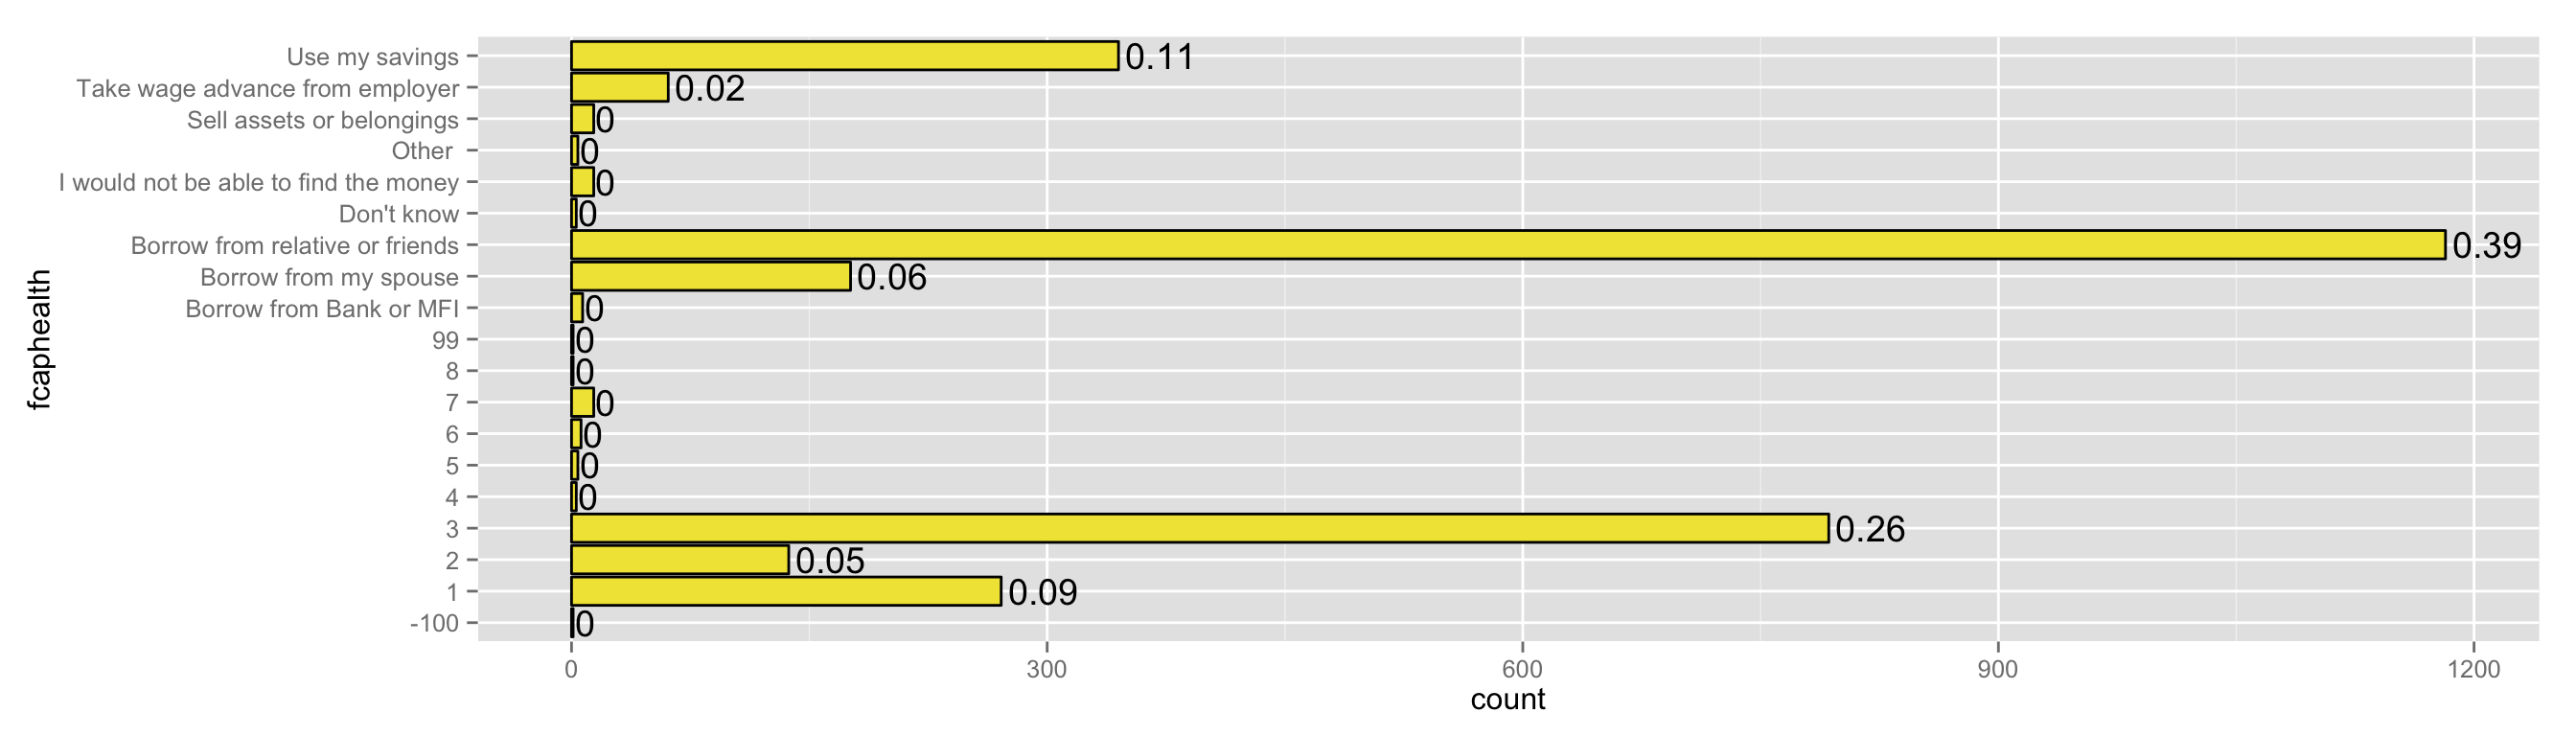 Use my savings 0.11
Take wage advance from employer 0.02
Sell assets or belongings 0
Other 0
I would not be able to find the money 0
Don't know 0
Borrow from relative or friends 0.39
Borrow from my spouse 0.06
Borrow from Bank or MFI 0
99 0
8 0
7 0
6 0
5 0
4 0
3 0.26
2 0.05
1 0.09
-100 0
fcaphealth
0 300 600 900 1200
count